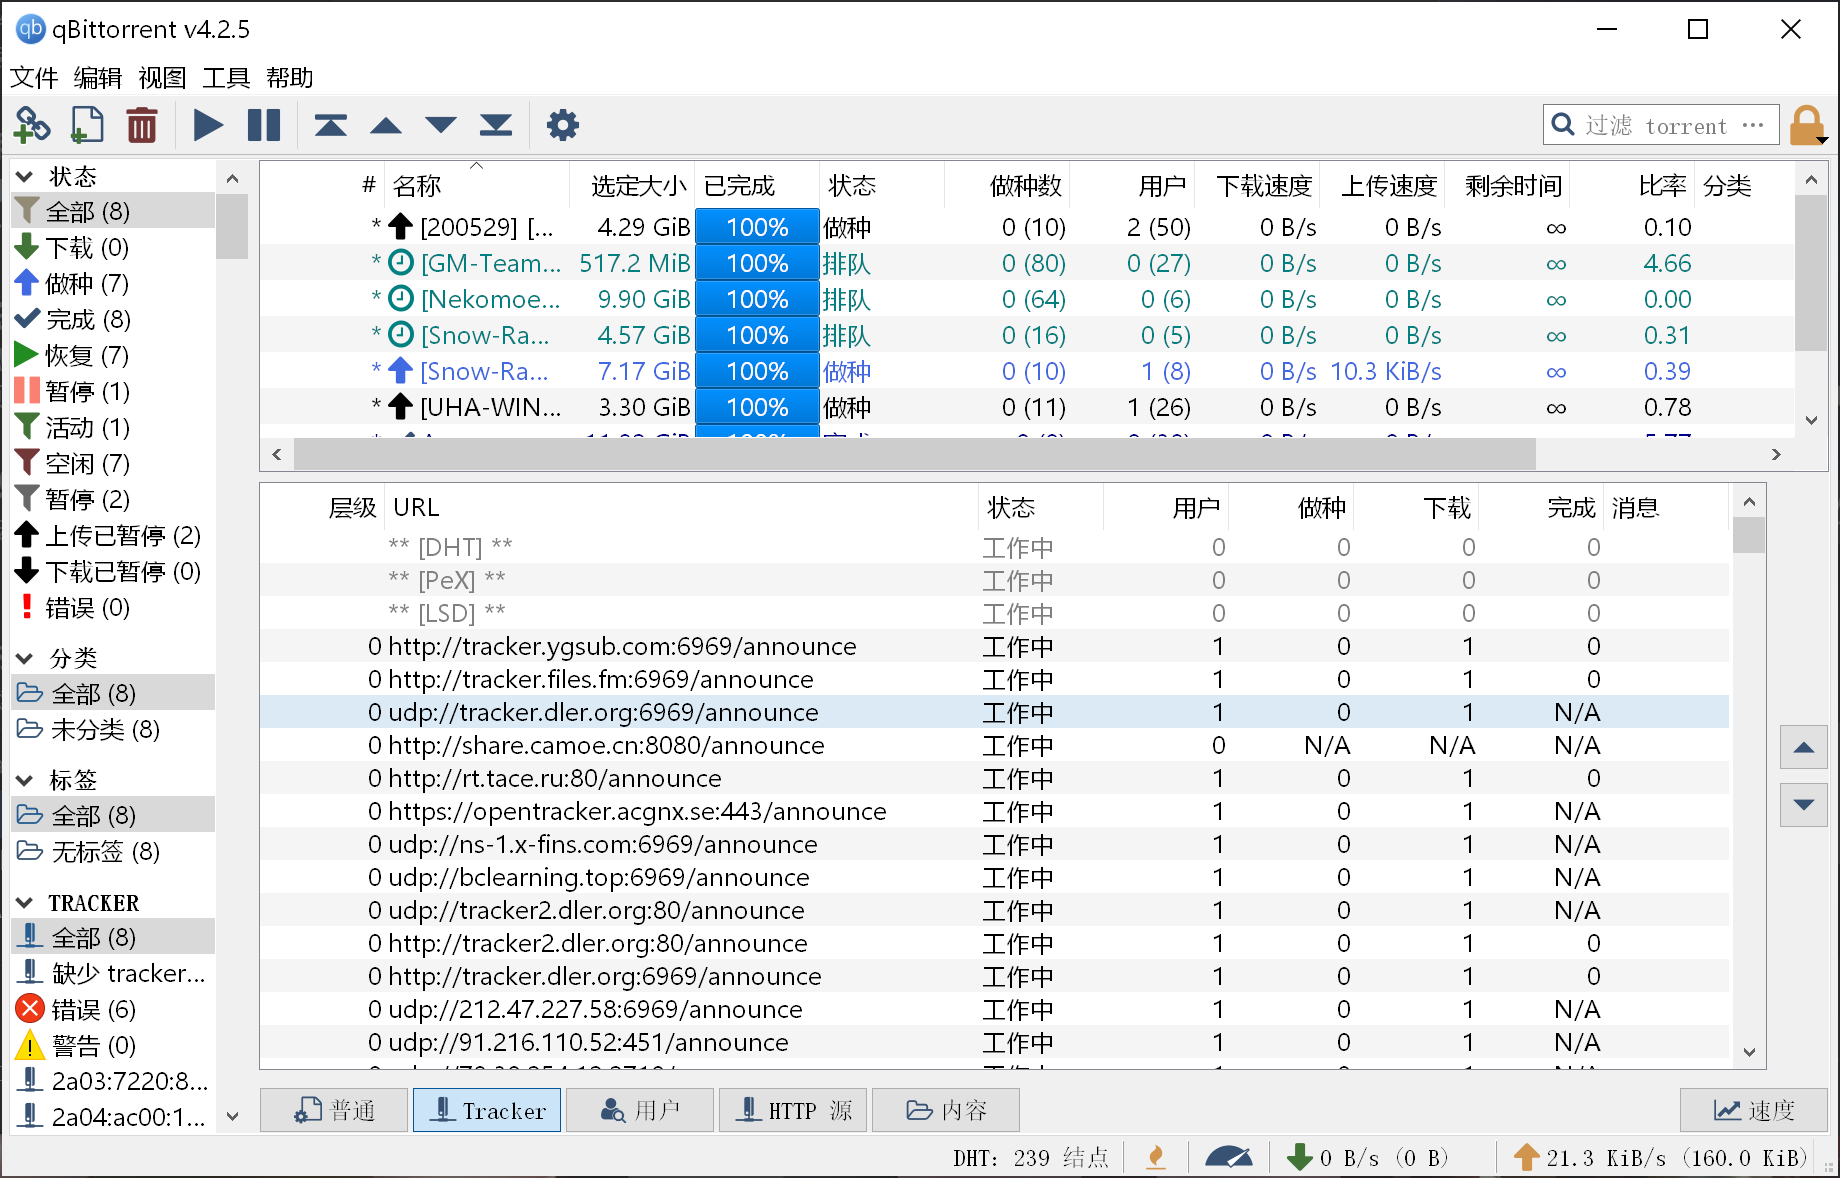 qBittorrent v4.2.5
文件 编辑 视图 工具 帮助
过滤 torrent ...
状态
全部 (8)
下载 (0)
做种 (7)
完成 (8)
恢复 (7)
暂停 (1)
活动 (1)
空闲 (7)
暂停 (2)
上传已暂停 (2)
下载已暂停 (0)
错误 (0)
分类
全部 (8)
未分类 (8)
标签
全部 (8)
无标签 (8)
TRACKER
全部 (8)
缺少 tracker...
错误 (6)
警告 (0)
2a03:7220:8...
2a04:ac00:1...
# 名称 选定大小 已完成 状态 做种数 用户 下载速度 上传速度 剩余时间 比率 分类
* [200529] [... 4.29 GiB 100% 做种 0 (10) 2 (50) 0 B/s 0 B/s ∞ 0.10
* [GM-Team... 517.2 MiB 100% 排队 0 (80) 0 (27) 0 B/s 0 B/s ∞ 4.66
* [Nekomoe... 9.90 GiB 100% 排队 0 (64) 0 (6) 0 B/s 0 B/s ∞ 0.00
* [Snow-Ra... 4.57 GiB 100% 排队 0 (16) 0 (5) 0 B/s 0 B/s ∞ 0.31
* [Snow-Ra... 7.17 GiB 100% 做种 0 (10) 1 (8) 0 B/s 10.3 KiB/s ∞ 0.39
* [UHA-WIN... 3.30 GiB 100% 做种 0 (11) 1 (26) 0 B/s 0 B/s ∞ 0.78
层级 URL 状态 用户 做种 下载 完成 消息
** [DHT] ** 工作中 0 0 0 0
** [PeX] ** 工作中 0 0 0 0
** [LSD] ** 工作中 0 0 0 0
0 http://tracker.ygsub.com:6969/announce 工作中 1 0 1 0
0 http://tracker.files.fm:6969/announce 工作中 1 0 1 0
0 udp://tracker.dler.org:6969/announce 工作中 1 0 1 N/A
0 http://share.camoe.cn:8080/announce 工作中 0 N/A N/A N/A
0 http://rt.tace.ru:80/announce 工作中 1 0 1 0
0 https://opentracker.acgnx.se:443/announce 工作中 1 0 1 N/A
0 udp://ns-1.x-fins.com:6969/announce 工作中 1 0 1 N/A
0 udp://bclearning.top:6969/announce 工作中 1 0 1 N/A
0 udp://tracker2.dler.org:80/announce 工作中 1 0 1 N/A
0 http://tracker2.dler.org:80/announce 工作中 1 0 1 0
0 http://tracker.dler.org:6969/announce 工作中 1 0 1 0
0 udp://212.47.227.58:6969/announce 工作中 1 0 1 N/A
0 udp://91.216.110.52:451/announce 工作中 1 0 1 N/A
普通 Tracker 用户 HTTP 源 内容 速度
DHT: 239 结点 0 B/s (0 B) 21.3 KiB/s (160.0 KiB)